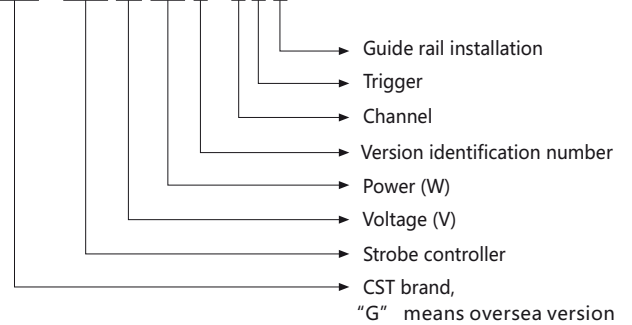 Guide rail installation
Trigger
Channel
Version identification number
Power (W)
Voltage (V)
Strobe controller
CST brand,
“G” means oversea version